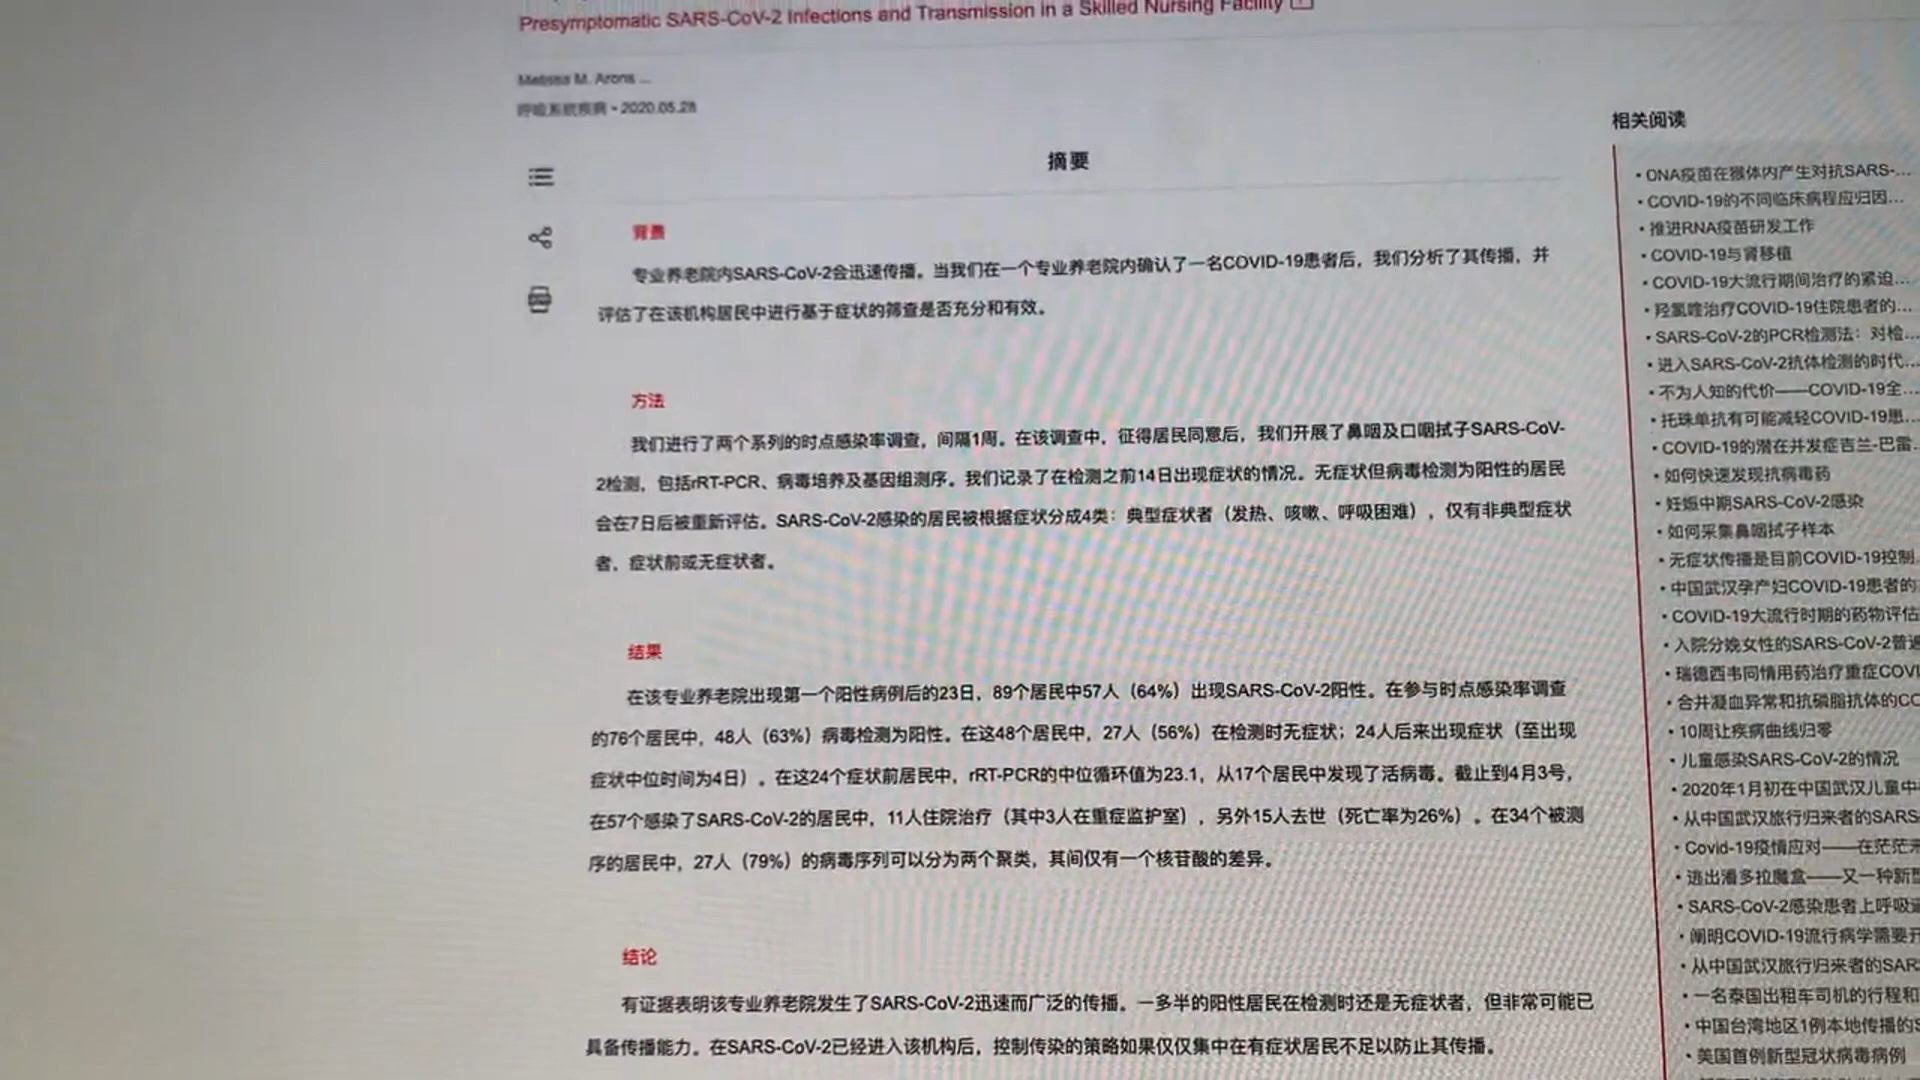 Presymptomatic SARS-CoV-2 Infections and Transmission in a Skilled Nursing Facility
Melissa M. Arons ...
呼吸系统疾病 • 2020.05.28
摘要
背景
专业养老院内SARS-CoV-2会迅速传播。当我们在一个专业养老院内确认了一名COVID-19患者后，我们分析了其传播，并
评估了在该机构居民中进行基于症状的筛查是否充分和有效。
方法
我们进行了两个系列的时点感染率调查，间隔1周。在该调查中，征得居民同意后，我们开展了鼻咽及口咽拭子SARS-CoV-
2检测，包括rRT-PCR、病毒培养及基因组测序。我们记录了在检测之前14日出现症状的情况。无症状但病毒检测为阳性的居民
会在7日后被重新评估。SARS-CoV-2感染的居民被根据症状分成4类：典型症状者（发热、咳嗽、呼吸困难），仅有非典型症状
者，症状前或无症状者。
结果
在该专业养老院出现第一个阳性病例后的23日，89个居民中57人（64%）出现SARS-CoV-2阳性。在参与时点感染率调查
的76个居民中，48人（63%）病毒检测为阳性。在这48个居民中，27人（56%）在检测时无症状；24人后来出现症状（至出现
症状中位时间为4日）。在这24个症状前居民中，rRT-PCR的中位循环值为23.1，从17个居民中发现了活病毒。截止到4月3号，
在57个感染了SARS-CoV-2的居民中，11人住院治疗（其中3人在重症监护室），另外15人去世（死亡率为26%）。在34个被测
序的居民中，27人（79%）的病毒序列可以分为两个聚类，其间仅有一个核苷酸的差异。
结论
有证据表明该专业养老院发生了SARS-CoV-2迅速而广泛的传播。一多半的阳性居民在检测时还是无症状者，但非常可能已
具备传播能力。在SARS-CoV-2已经进入该机构后，控制传染的策略如果仅仅集中在有症状居民不足以防止其传播。
相关阅读
• DNA疫苗在猴体内产生对抗SARS-...
• COVID-19的不同临床病程应归因...
• 推进RNA疫苗研发工作
• COVID-19与肾移植
• COVID-19大流行期间治疗的紧迫...
• 羟氯喹治疗COVID-19住院患者的...
• SARS-CoV-2的PCR检测法：对检...
• 进入SARS-CoV-2抗体检测的时代...
• 不为人知的代价——COVID-19全...
• 托珠单抗有可能减轻COVID-19患...
• COVID-19的潜在并发症吉兰-巴雷...
• 如何快速发现抗病毒药
• 妊娠中期SARS-CoV-2感染
• 如何采集鼻咽拭子样本
• 无症状传播是目前COVID-19控制
• 中国武汉孕产妇COVID-19患者的
• COVID-19大流行时期的药物评估
• 入院分娩女性的SARS-CoV-2普遍
• 瑞德西韦同情用药治疗重症COVI
• 合并凝血异常和抗磷脂抗体的CO
• 10周让疾病曲线归零
• 儿童感染SARS-CoV-2的情况
• 2020年1月初在中国武汉儿童中
• 从中国武汉旅行归来者的SARS
• Covid-19疫情应对——在茫茫
• 逃出潘多拉魔盒——又一种新型
• SARS-CoV-2感染患者上呼吸道
• 阐明COVID-19流行病学需要开
• 从中国武汉旅行归来者的SAR
• 一名泰国出租车司机的行程和
• 中国台湾地区1例本地传播的S
• 美国首例新型冠状病毒病例